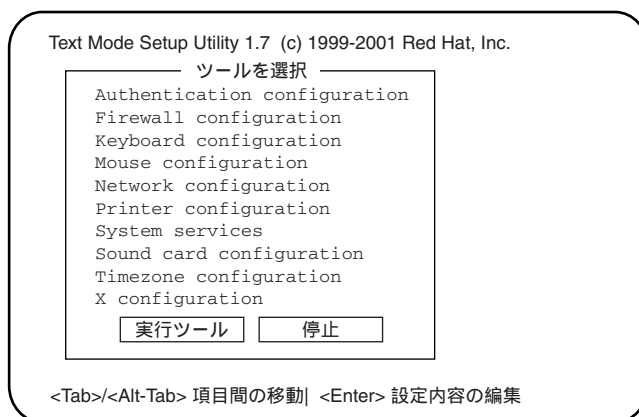 Text Mode Setup Utility 1.7 (c) 1999-2001 Red Hat, Inc.
ツールを選択
Authentication configuration
Firewall configuration
Keyboard configuration
Mouse configuration
Network configuration
Printer configuration
System services
Sound card configuration
Timezone configuration
X configuration
実行ツール 停止
<Tab>/<Alt-Tab> 項目間の移動| <Enter> 設定内容の編集